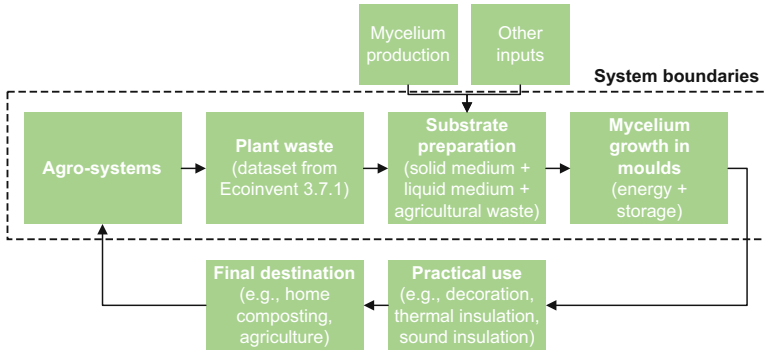 Mycelium
production
Other
inputs
System boundaries
Agro-systems
Plant waste
(dataset from
Ecoinvent 3.7.1)
Substrate
preparation
(solid medium +
liquid medium +
agricultural waste)
Mycelium
growth in
moulds
(energy +
storage)
Final destination
(e.g., home
composting,
agriculture)
Practical use
(e.g., decoration,
thermal insulation,
sound insulation)